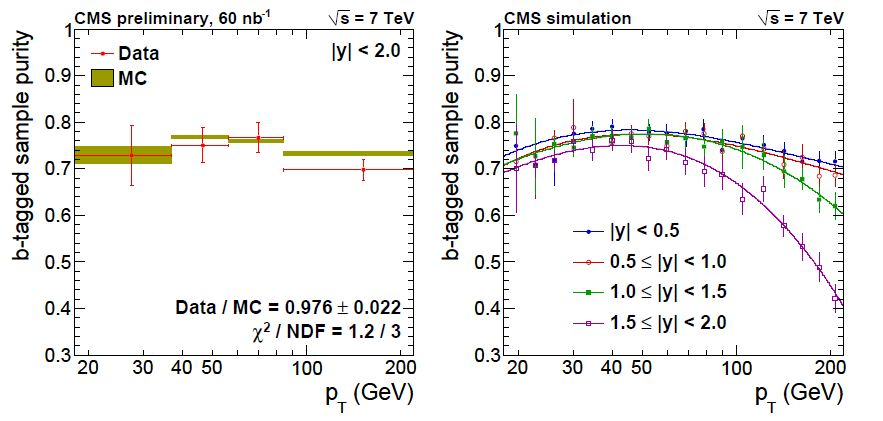 CMS preliminary, 60 nb⁻¹ √s = 7 TeV
b-tagged sample purity
1
0.9
0.8
0.7
0.6
0.5
0.4
0.3
Data
MC
|y| < 2.0
Data / MC = 0.976 ± 0.022
χ² / NDF = 1.2 / 3
20 30 40 50 100 200
p_T (GeV)
CMS simulation √s = 7 TeV
b-tagged sample purity
1
0.9
0.8
0.7
0.6
0.5
0.4
0.3
|y| < 0.5
0.5 ≤ |y| < 1.0
1.0 ≤ |y| < 1.5
1.5 ≤ |y| < 2.0
20 30 40 50 100 200
p_T (GeV)